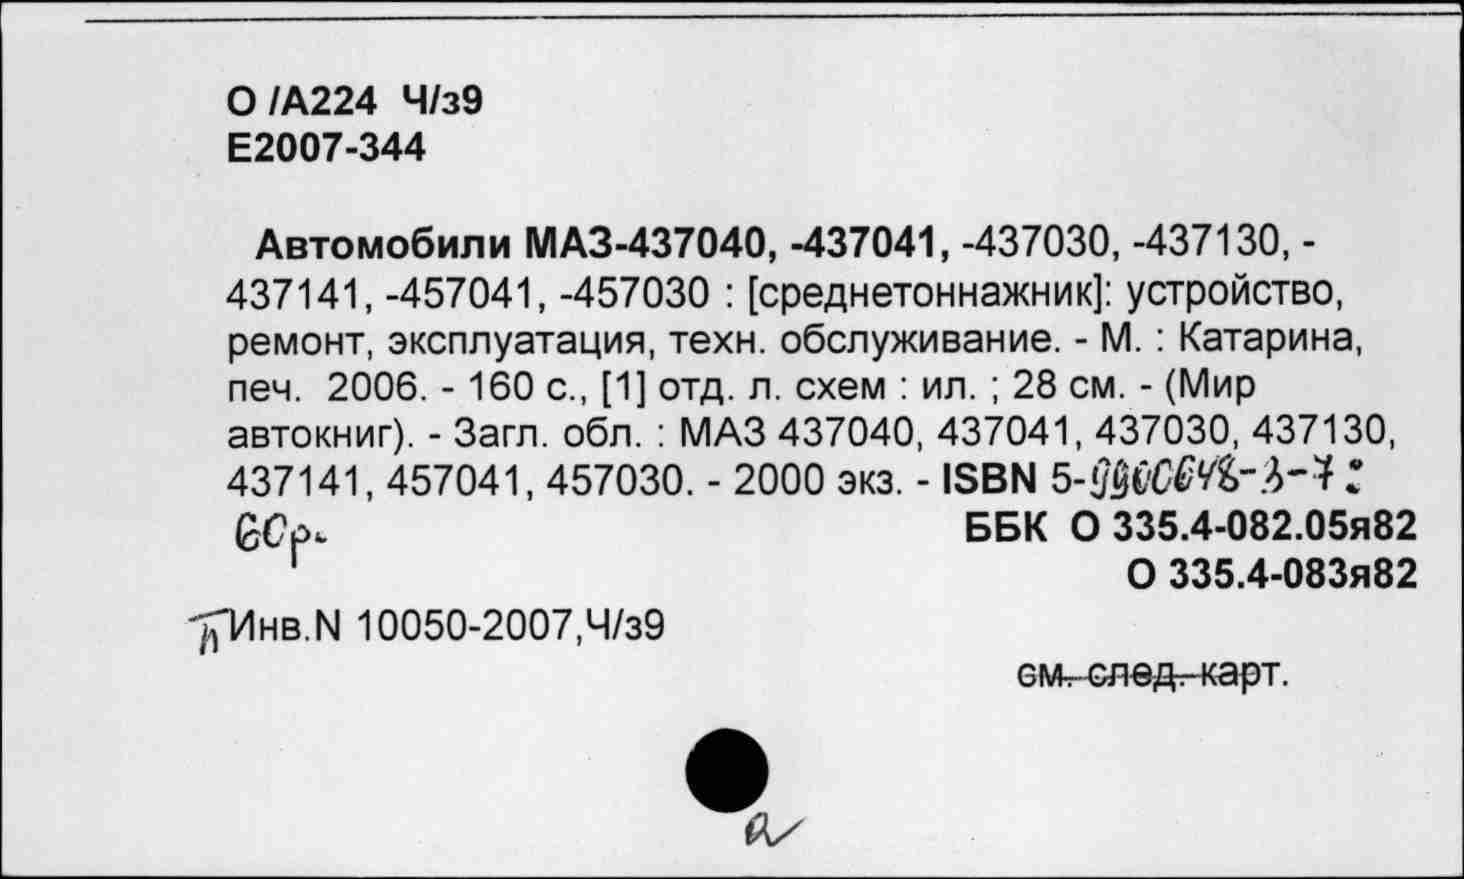 О /А224 Ч/з9
Е2007-344
Автомобили МАЗ-437040, -437041, -437030, -437130, -
437141, -457041, -457030 : [среднетоннажник]: устройство,
ремонт, эксплуатация, техн. обслуживание. - М. : Катарина,
печ. 2006. - 160 с., [1] отд. л. схем : ил. ; 28 см. - (Мир
автокниг). - Загл. обл. : МАЗ 437040, 437041, 437030, 437130,
437141, 457041, 457030. - 2000 экз. - ISBN 5-
60р. ББК О 335.4-082.05я82
О 335.4-083я82
Инв.N 10050-2007,Ч/з9
см. след. карт.